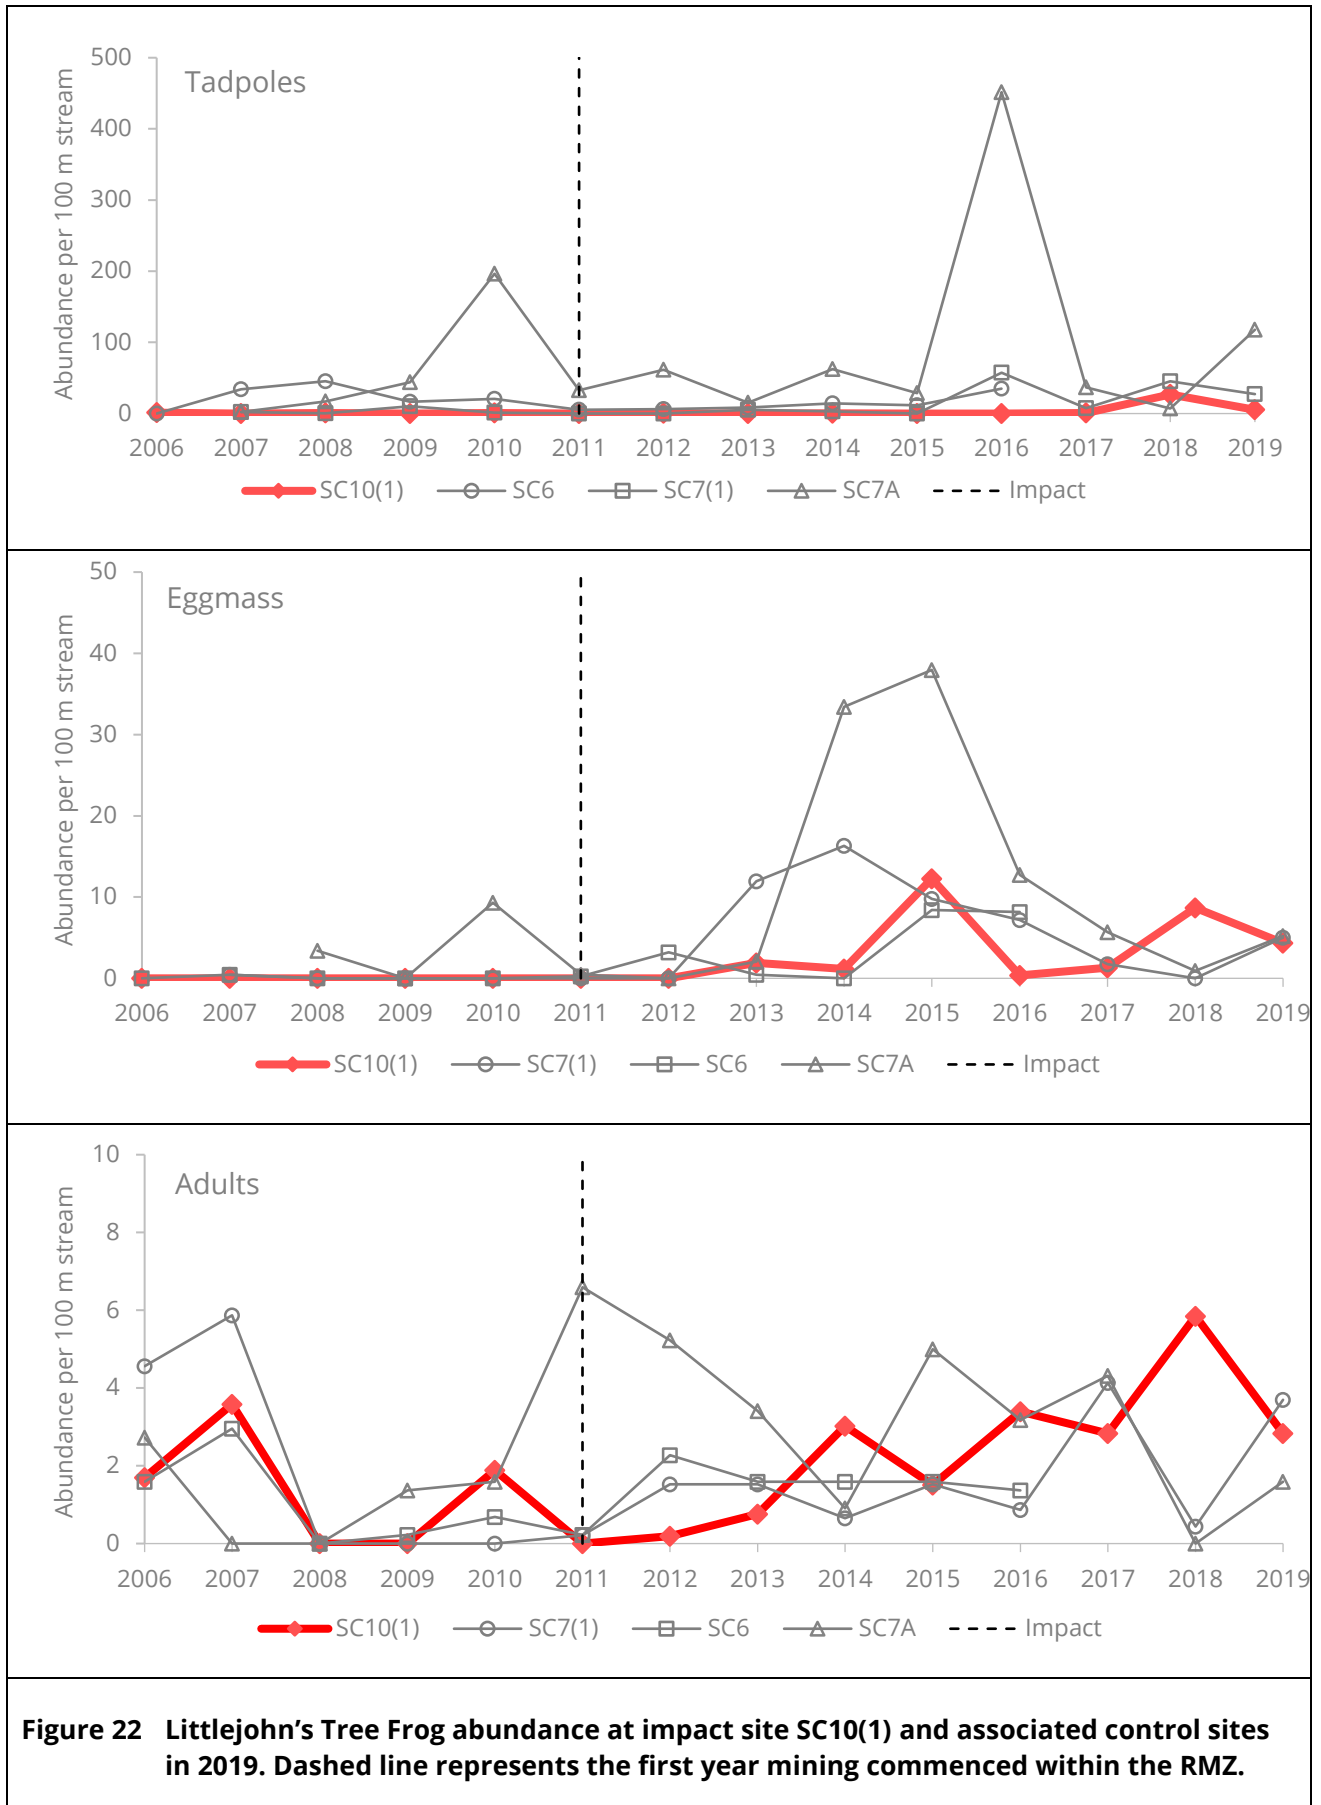 Tadpoles
Abundance per 100 m stream
500
400
300
200
100
0
2006 2007 2008 2009 2010 2011 2012 2013 2014 2015 2016 2017 2018 2019
SC10(1) SC6 SC7(1) SC7A Impact
Eggmass
Abundance per 100 m stream
50
40
30
20
10
0
2006 2007 2008 2009 2010 2011 2012 2013 2014 2015 2016 2017 2018 2019
SC10(1) SC7(1) SC6 SC7A Impact
Adults
Abundance per 100 m stream
10
8
6
4
2
0
2006 2007 2008 2009 2010 2011 2012 2013 2014 2015 2016 2017 2018 2019
SC10(1) SC7(1) SC6 SC7A Impact
Figure 22 Littlejohn’s Tree Frog abundance at impact site SC10(1) and associated control sites
in 2019. Dashed line represents the first year mining commenced within the RMZ.